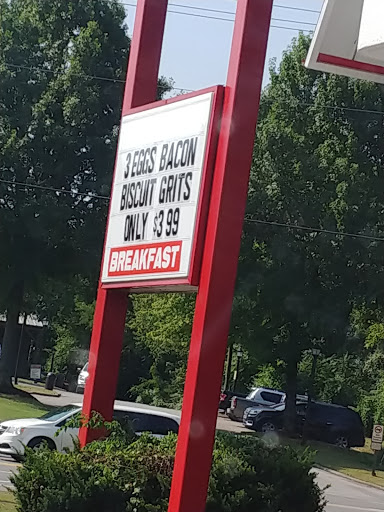 3 EGGS BACON
BISCUIT GRITS
ONLY $3 99
BREAKFAST